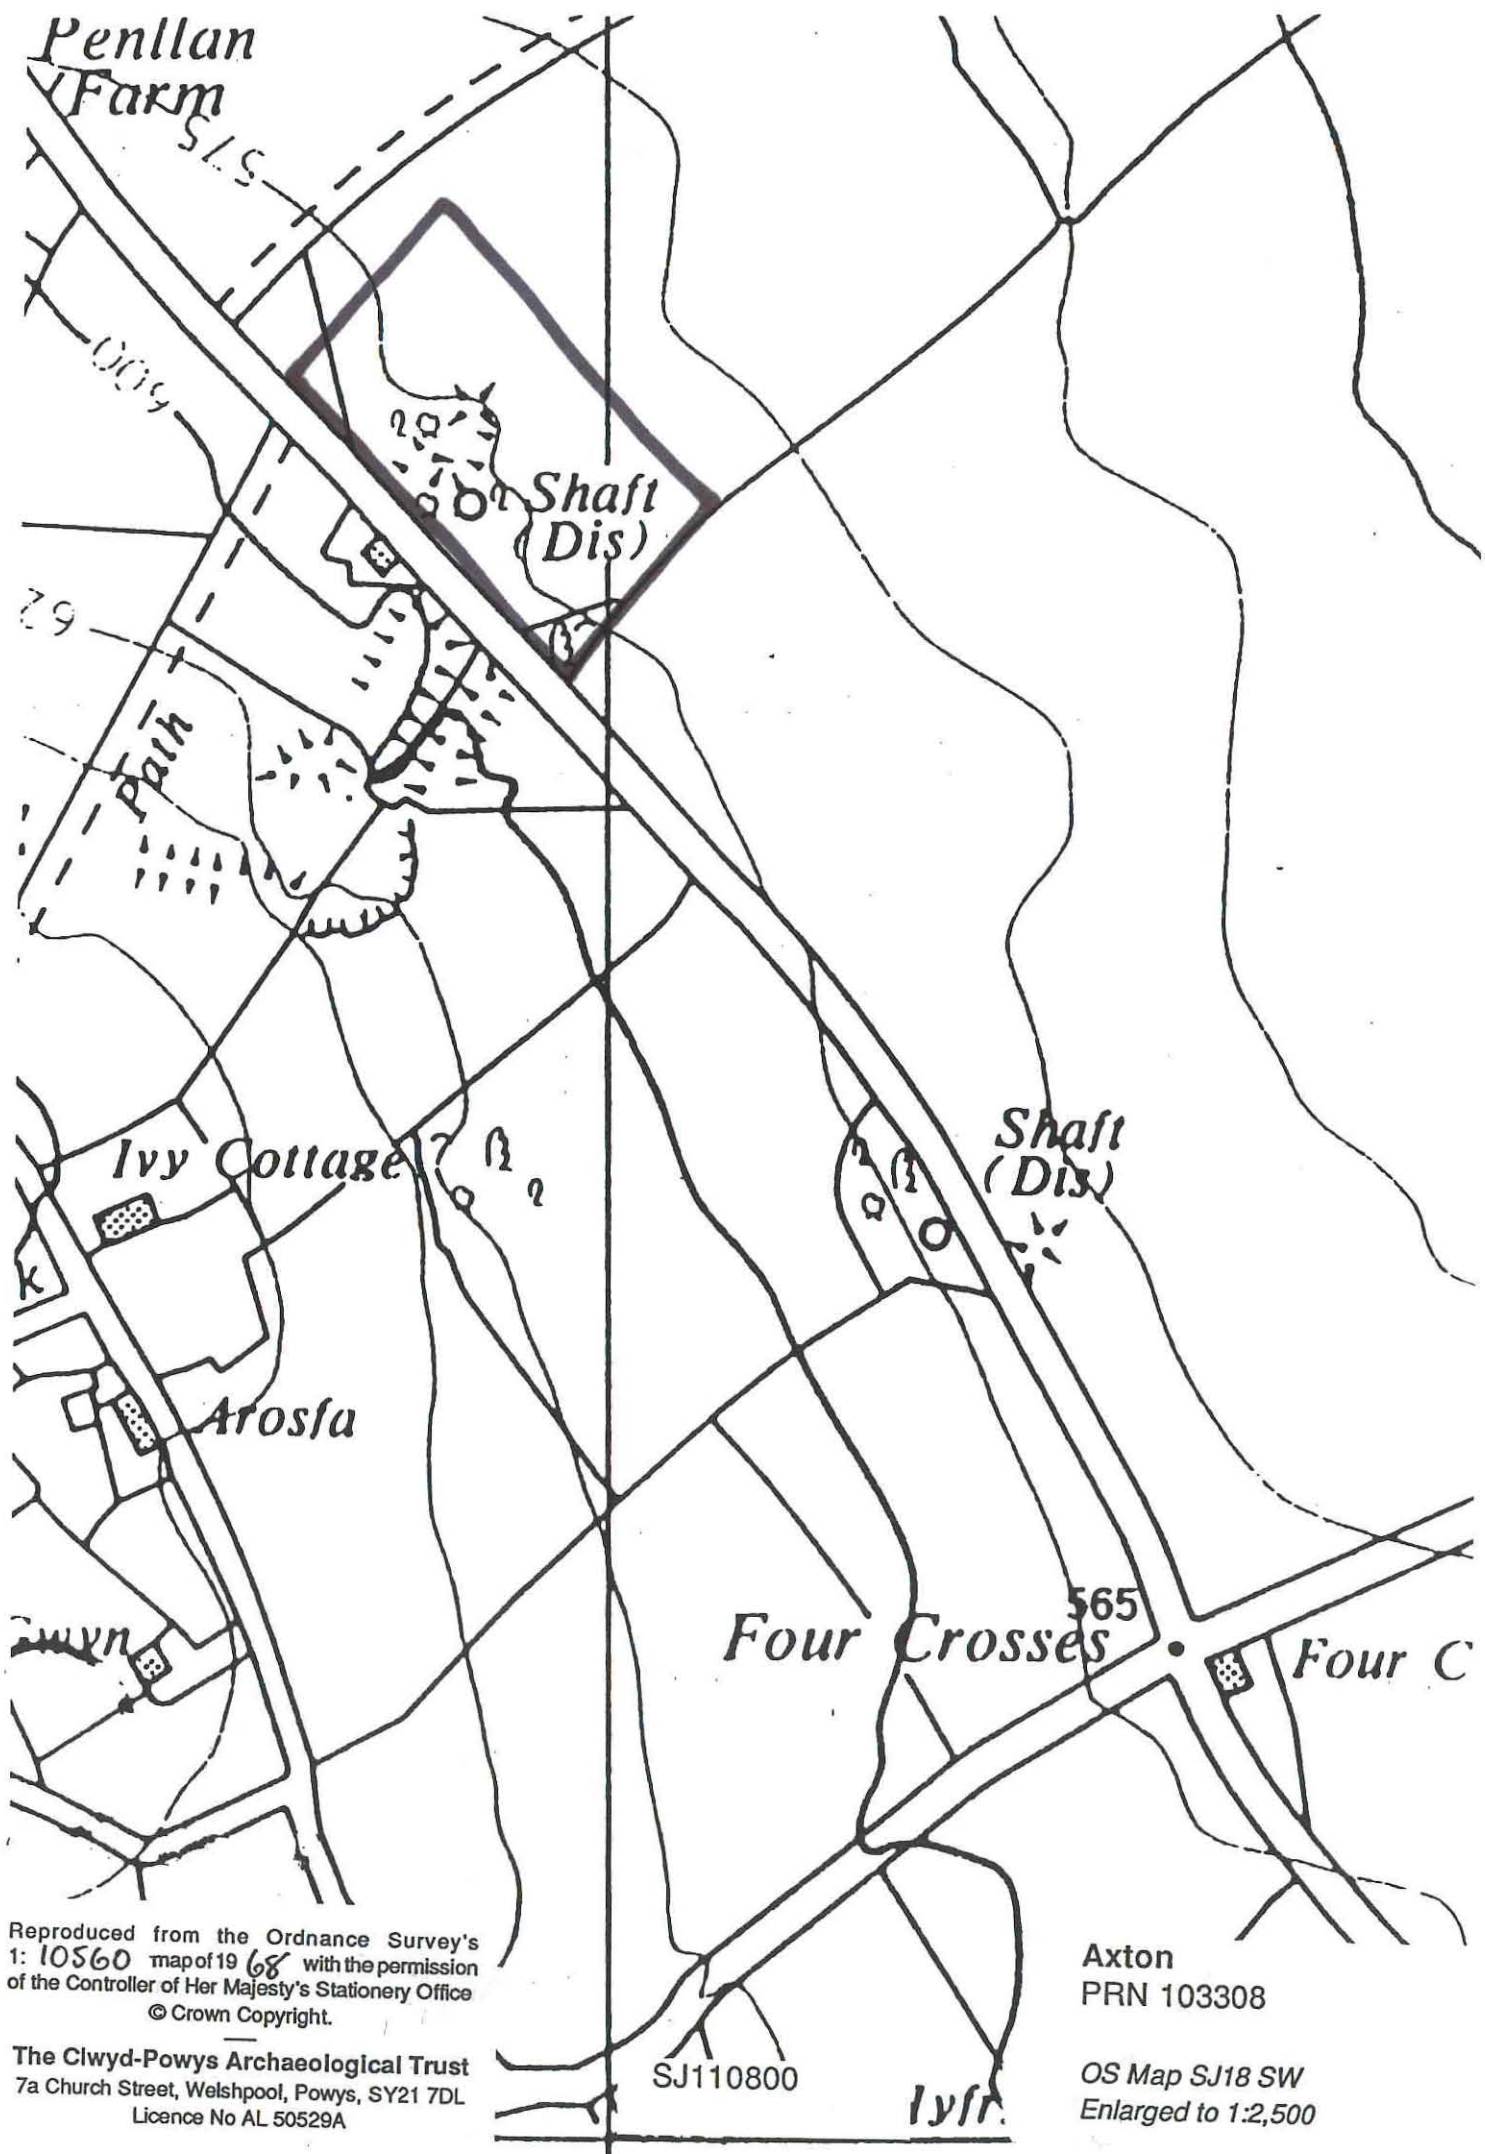 Penllan
Farm
575
600
Shaft
(Dis)
62
Path
Ivy Cottage
Shaft
(Dis)
k
Arosfa
565
Four Crosses
Four C
Gwyn
Reproduced from the Ordnance Survey's
1: 10560 map of 19 68 with the permission
of the Controller of Her Majesty's Stationery Office
© Crown Copyright.
The Clwyd-Powys Archaeological Trust
7a Church Street, Welshpool, Powys, SY21 7DL
Licence No AL 50529A
SJ110800
lyfr.
Axton
PRN 103308
OS Map SJ18 SW
Enlarged to 1:2,500